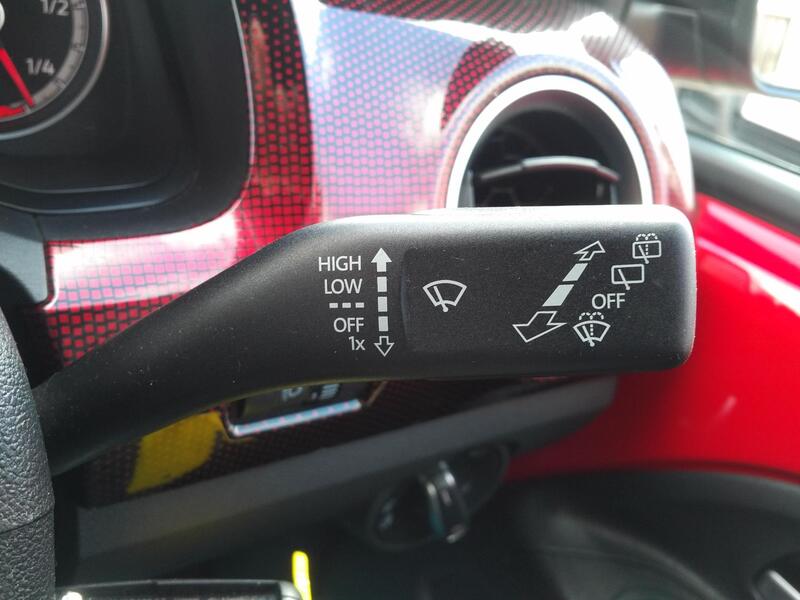 1/2
1/4
HIGH
LOW
---
OFF
1x
OFF